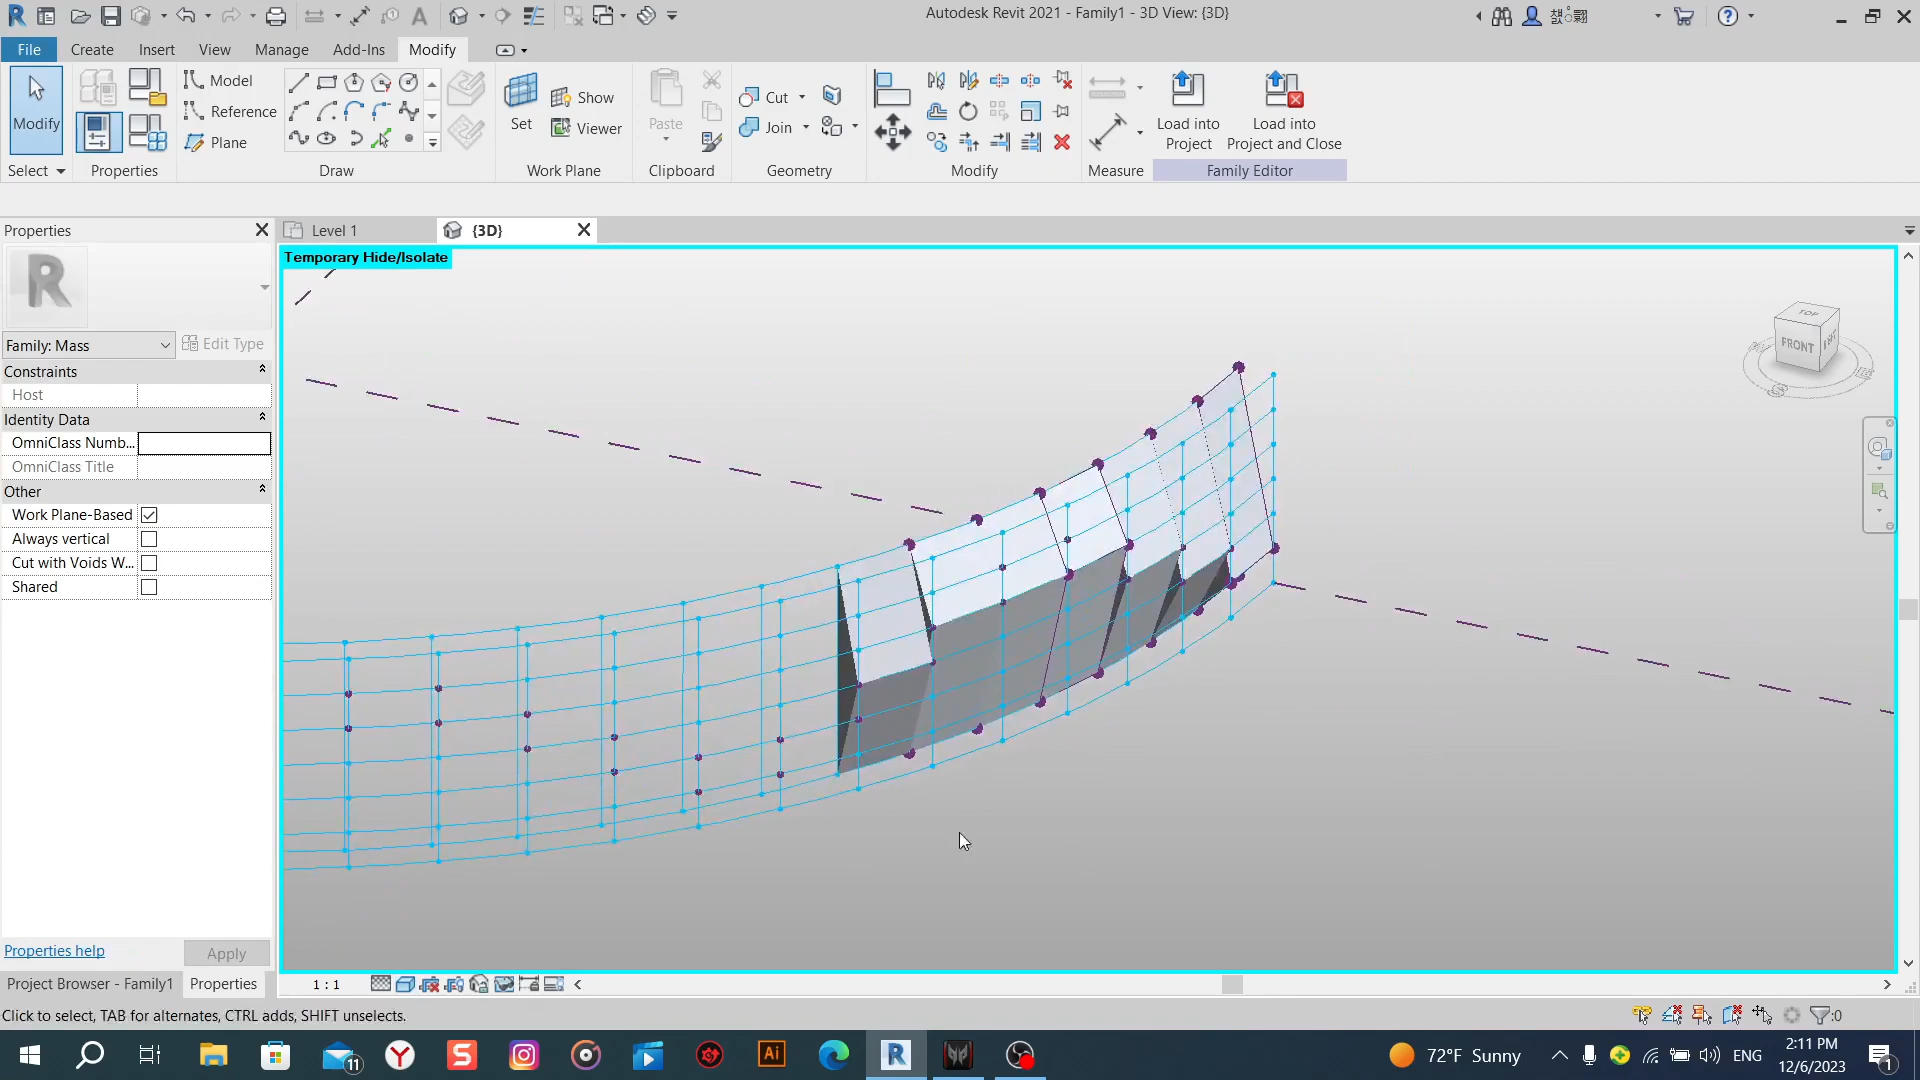 Autodesk Revit 2021 - Family1 - 3D View: {3D}
File Create Insert View Manage Add-Ins Modify
Modify
Model
Reference
Plane
Set
Show
Viewer
Paste
Cut
Join
Load into
Project
Load into
Project and Close
Select Properties Draw Work Plane Clipboard Geometry Modify Measure Family Editor
Properties
Level 1
{3D}
Temporary Hide/Isolate
R
Family: Mass
Edit Type
Constraints
Host
Identity Data
OmniClass Numb...
OmniClass Title
Other
Work Plane-Based
Always vertical
Cut with Voids W...
Shared
TOP
FRONT
Properties help
Apply
Project Browser - Family1
Properties
1 : 1
Click to select, TAB for alternates, CTRL adds, SHIFT unselects.
:0
11
Ai
R
72°F Sunny
ENG
2:11 PM
12/6/2023
1